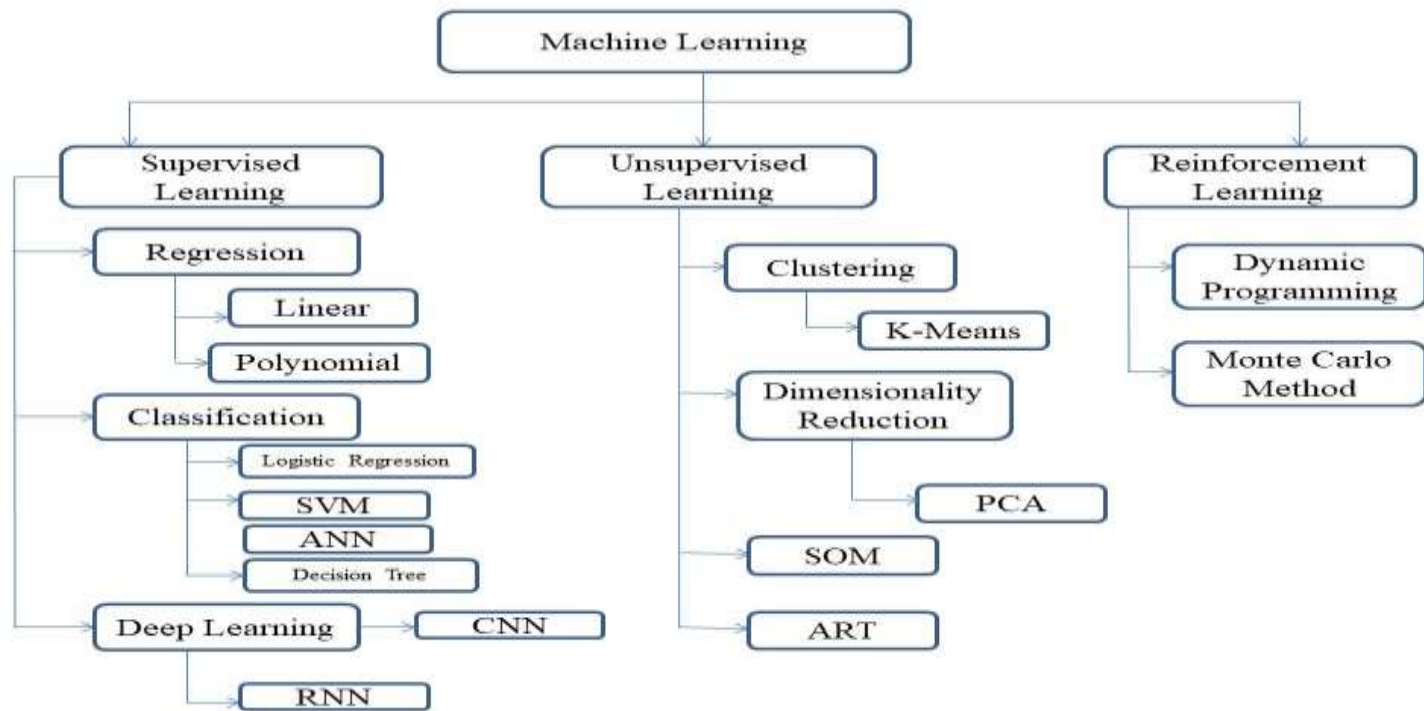 Machine Learning
Supervised
Learning
Regression
Linear
Polynomial
Classification
Logistic Regression
SVM
ANN
Decision Tree
Deep Learning
CNN
RNN
Unsupervised
Learning
Clustering
K-Means
Dimensionality
Reduction
PCA
SOM
ART
Reinforcement
Learning
Dynamic
Programming
Monte Carlo
Method